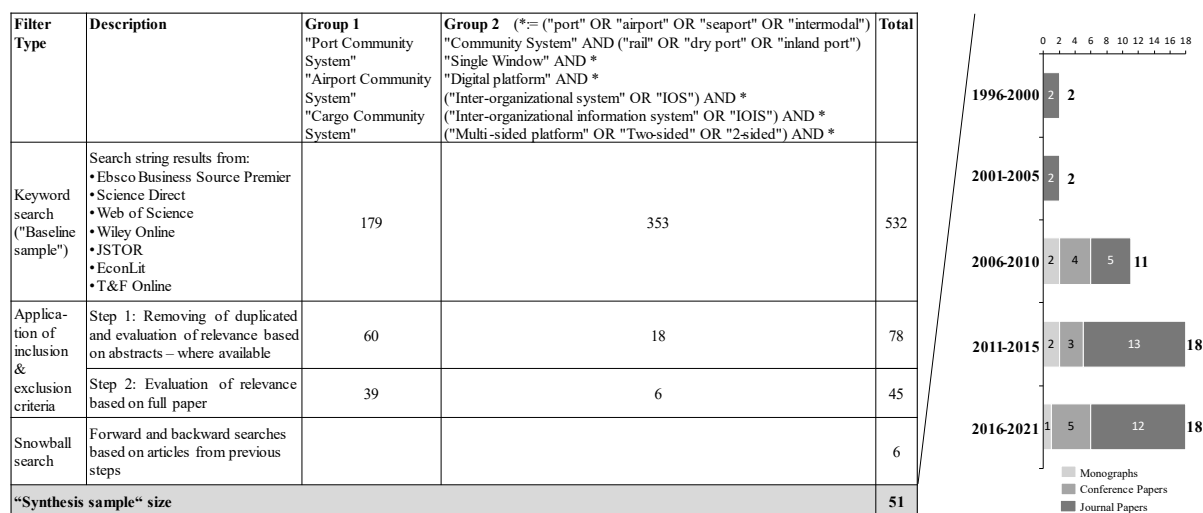 Filter Type
Description
Group 1
"Port Community System"
"Airport Community System"
"Cargo Community System"
Group 2 (*:= ("port" OR "airport" OR "seaport" OR "intermodal")
"Community System" AND ("rail" OR "dry port" OR "inland port")
"Single Window" AND *
"Digital platform" AND *
("Inter-organizational system" OR "IOS") AND *
("Inter-organizational information system" OR "IOIS") AND *
("Multi-sided platform" OR "Two-sided" OR "2-sided") AND *
Total
Keyword
search
("Baseline
sample")
Search string results from:
• Ebsco Business Source Premier
• Science Direct
• Web of Science
• Wiley Online
• JSTOR
• EconLit
• T&F Online
179
353
532
Applica-
tion of
inclusion
&
exclusion
criteria
Step 1: Removing of duplicated
and evaluation of relevance based
on abstracts – where available
60
18
78
Step 2: Evaluation of relevance
based on full paper
39
6
45
Snowball
search
Forward and backward searches
based on articles from previous
steps
6
“Synthesis sample“ size
51
0 2 4 6 8 10 11 12 14 16 18
1996-2000 2 2
2001-2005 2 2
2006-2010 2 4 5 11
2011-2015 2 3 13 18
2016-2021 1 5 12 18
Monographs
Conference Papers
Journal Papers